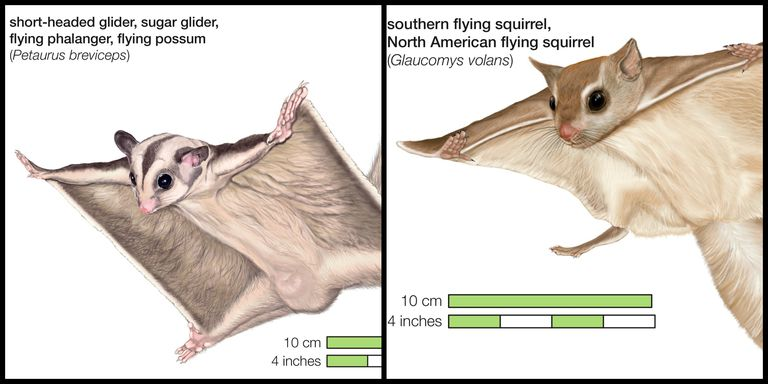 short-headed glider, sugar glider,
flying phalanger, flying possum
(Petaurus breviceps)
10 cm
4 inches
southern flying squirrel,
North American flying squirrel
(Glaucomys volans)
10 cm
4 inches